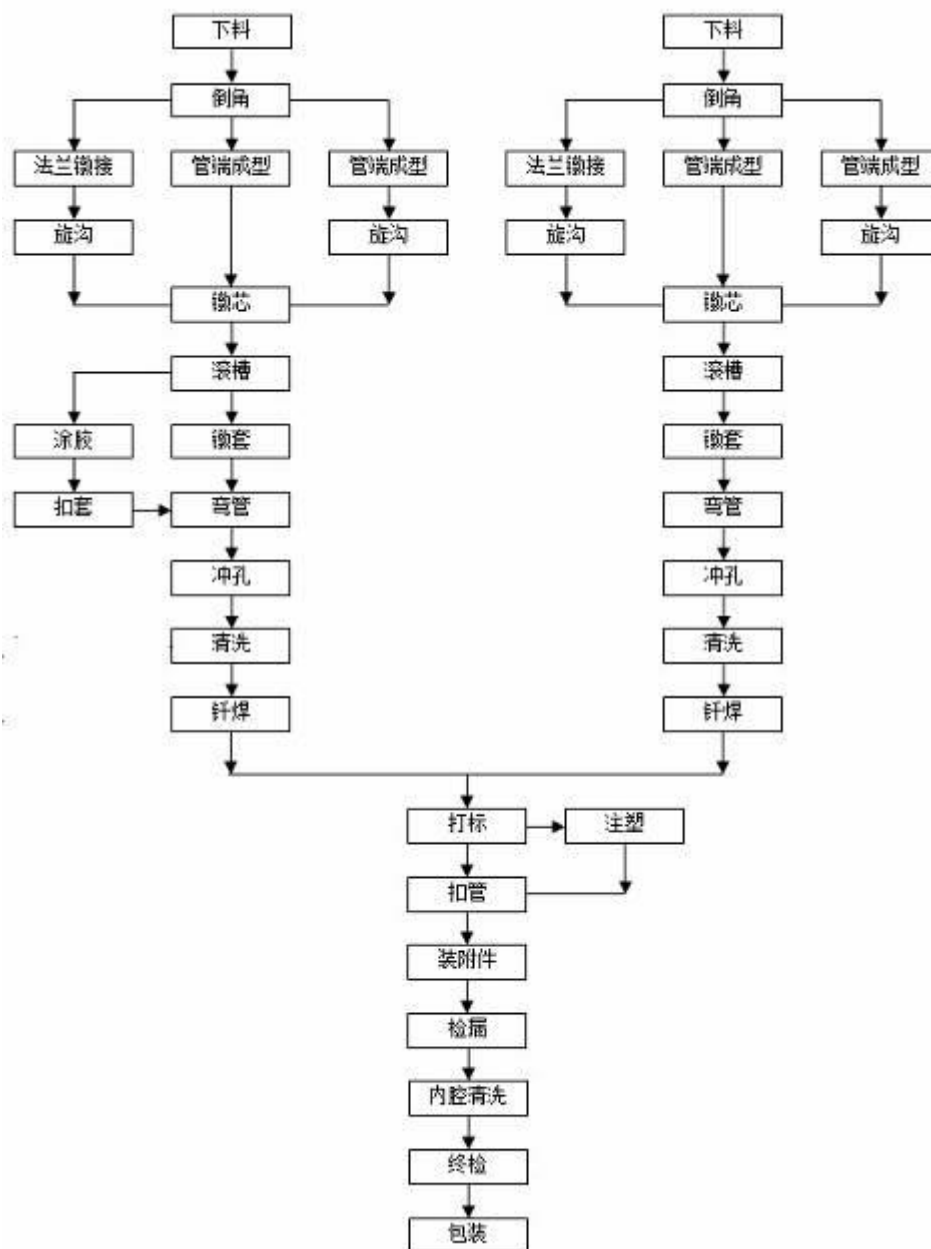 下料
下料
倒角
倒角
法兰镦接
管端成型
管端成型
法兰镦接
管端成型
管端成型
旋沟
旋沟
旋沟
旋沟
镦芯
镦芯
滚槽
滚槽
涂胶
镦套
镦套
扣套
弯管
弯管
冲孔
冲孔
清洗
清洗
钎焊
钎焊
打标
注塑
扣管
装附件
检漏
内腔清洗
终检
包装